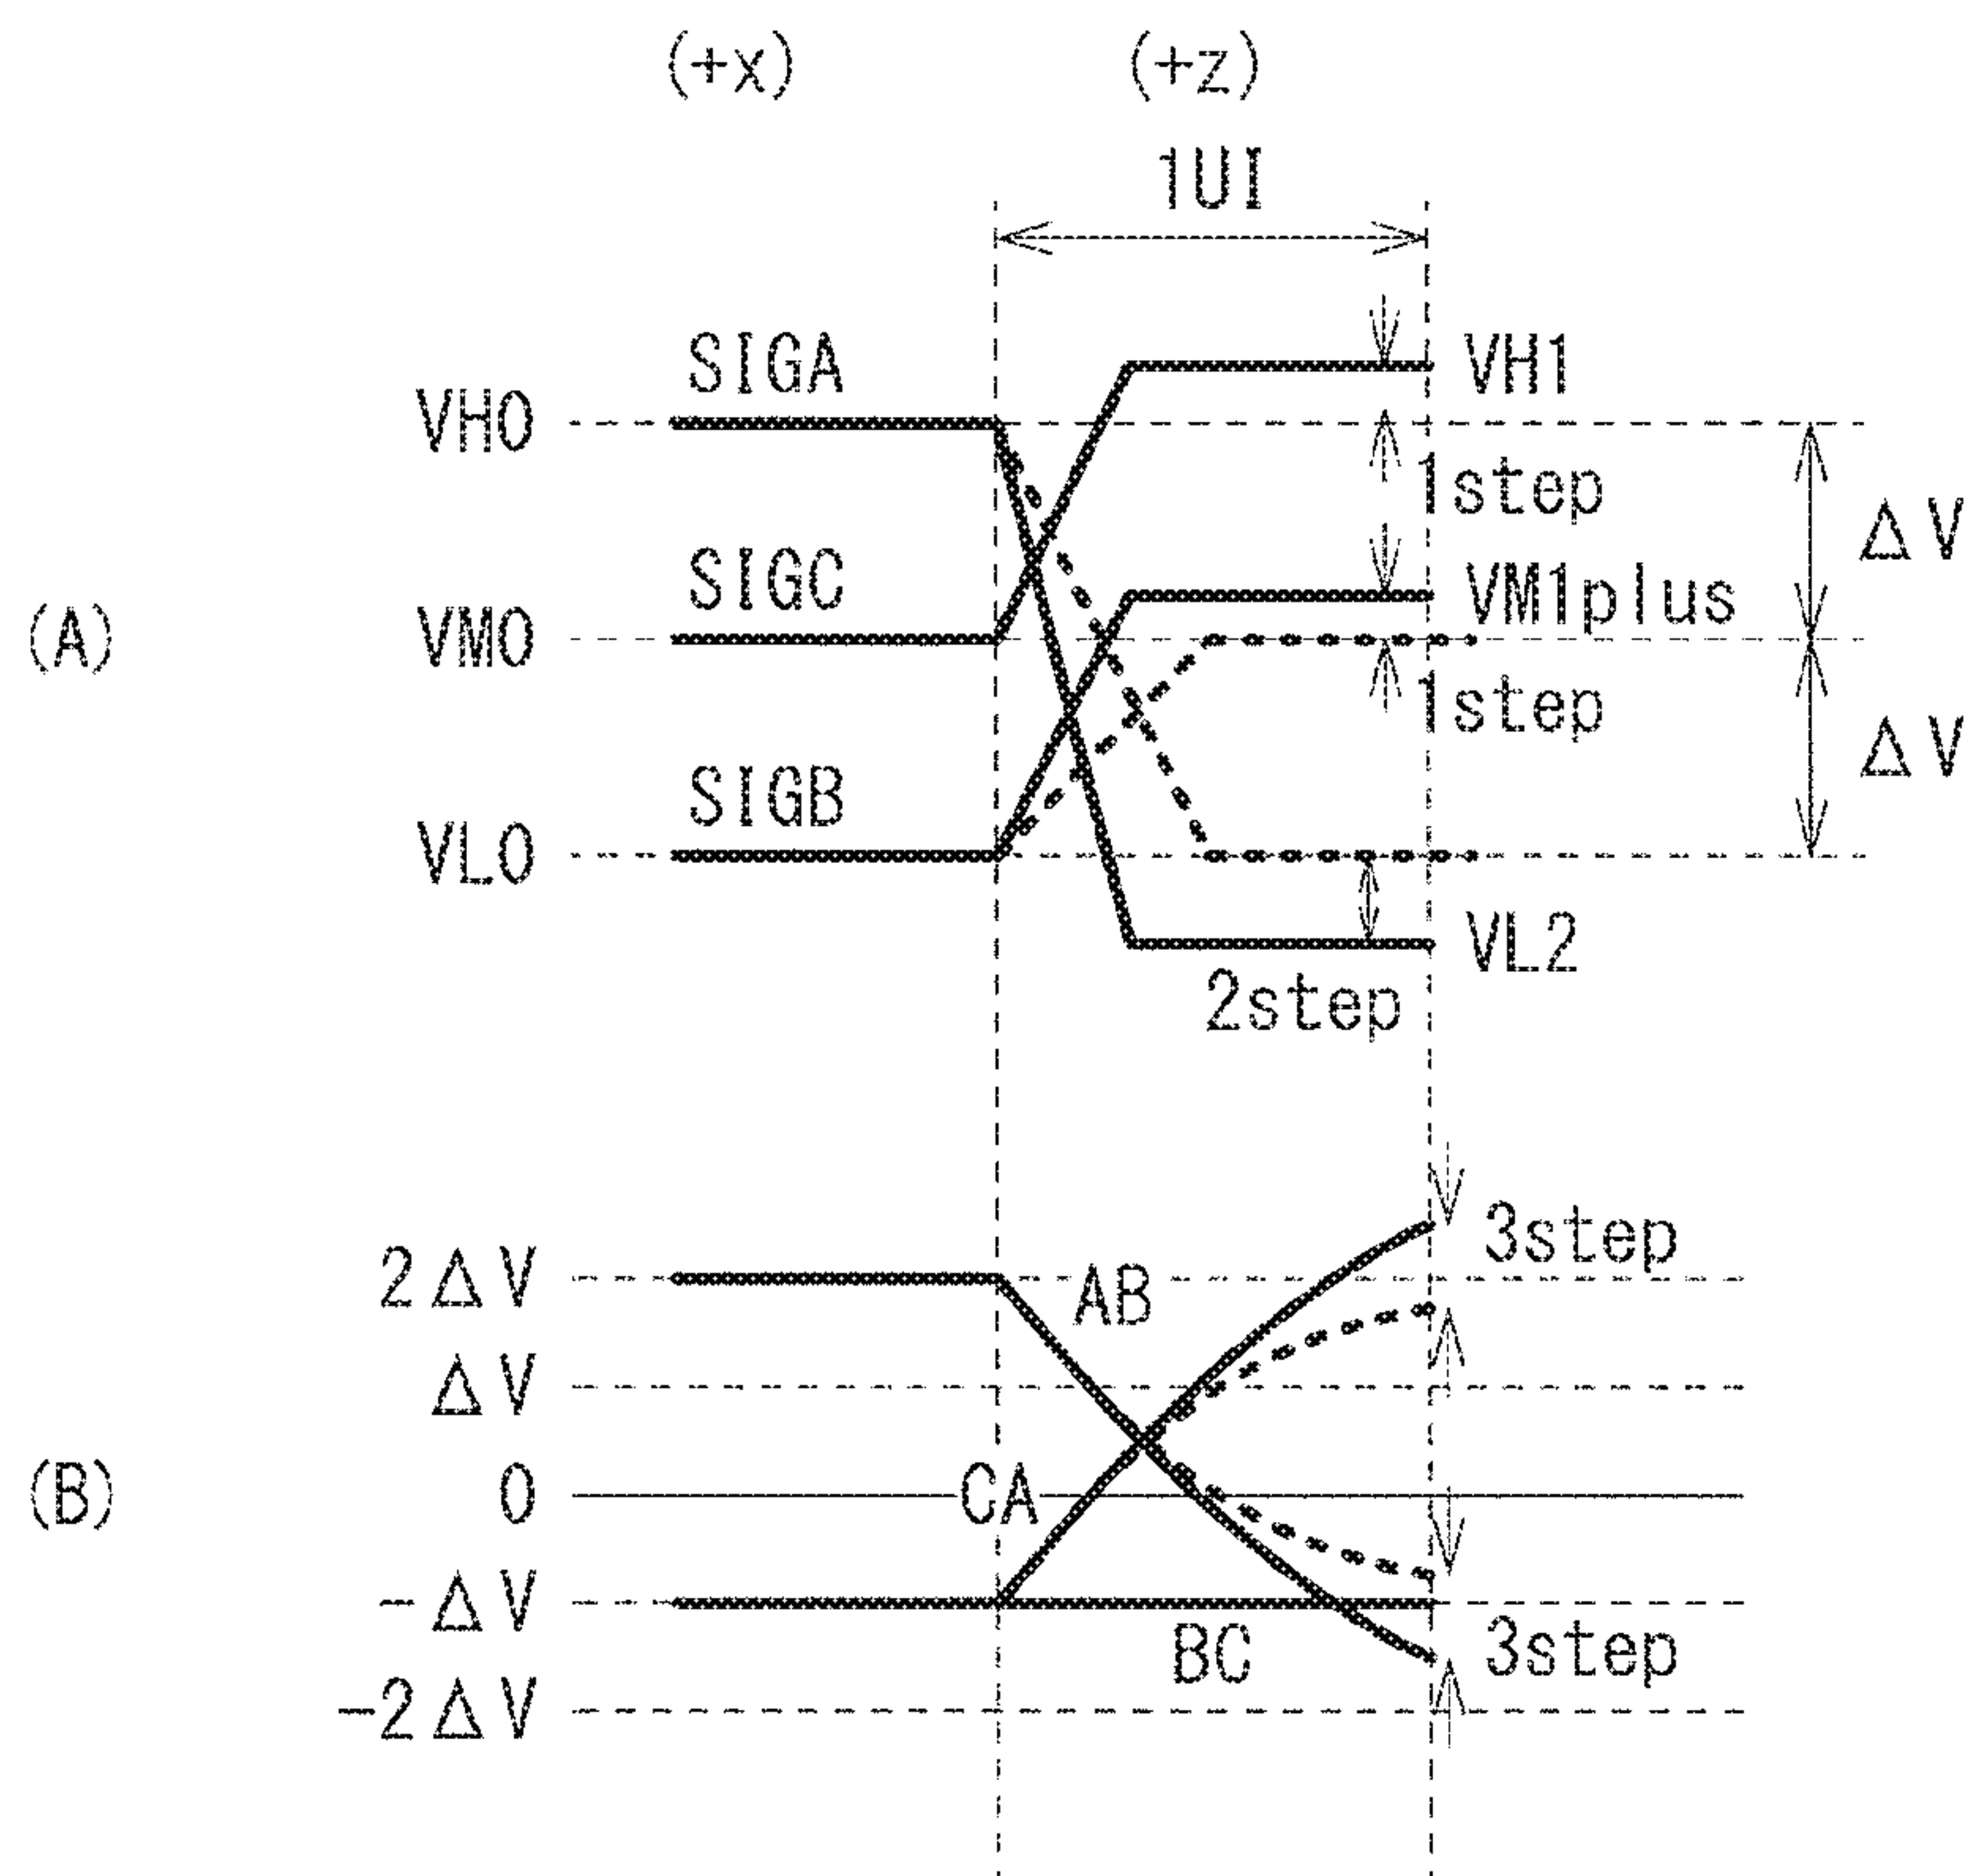 (+x) (+z)
1UI
SIGA VH1
VH0
1step
ΔV
SIGC VM1plus
(A) VM0
1step
ΔV
SIGB
VL0
VL2
2step
3step
2ΔV AB
ΔV
(B) 0 CA
-ΔV
BC 3step
-2ΔV